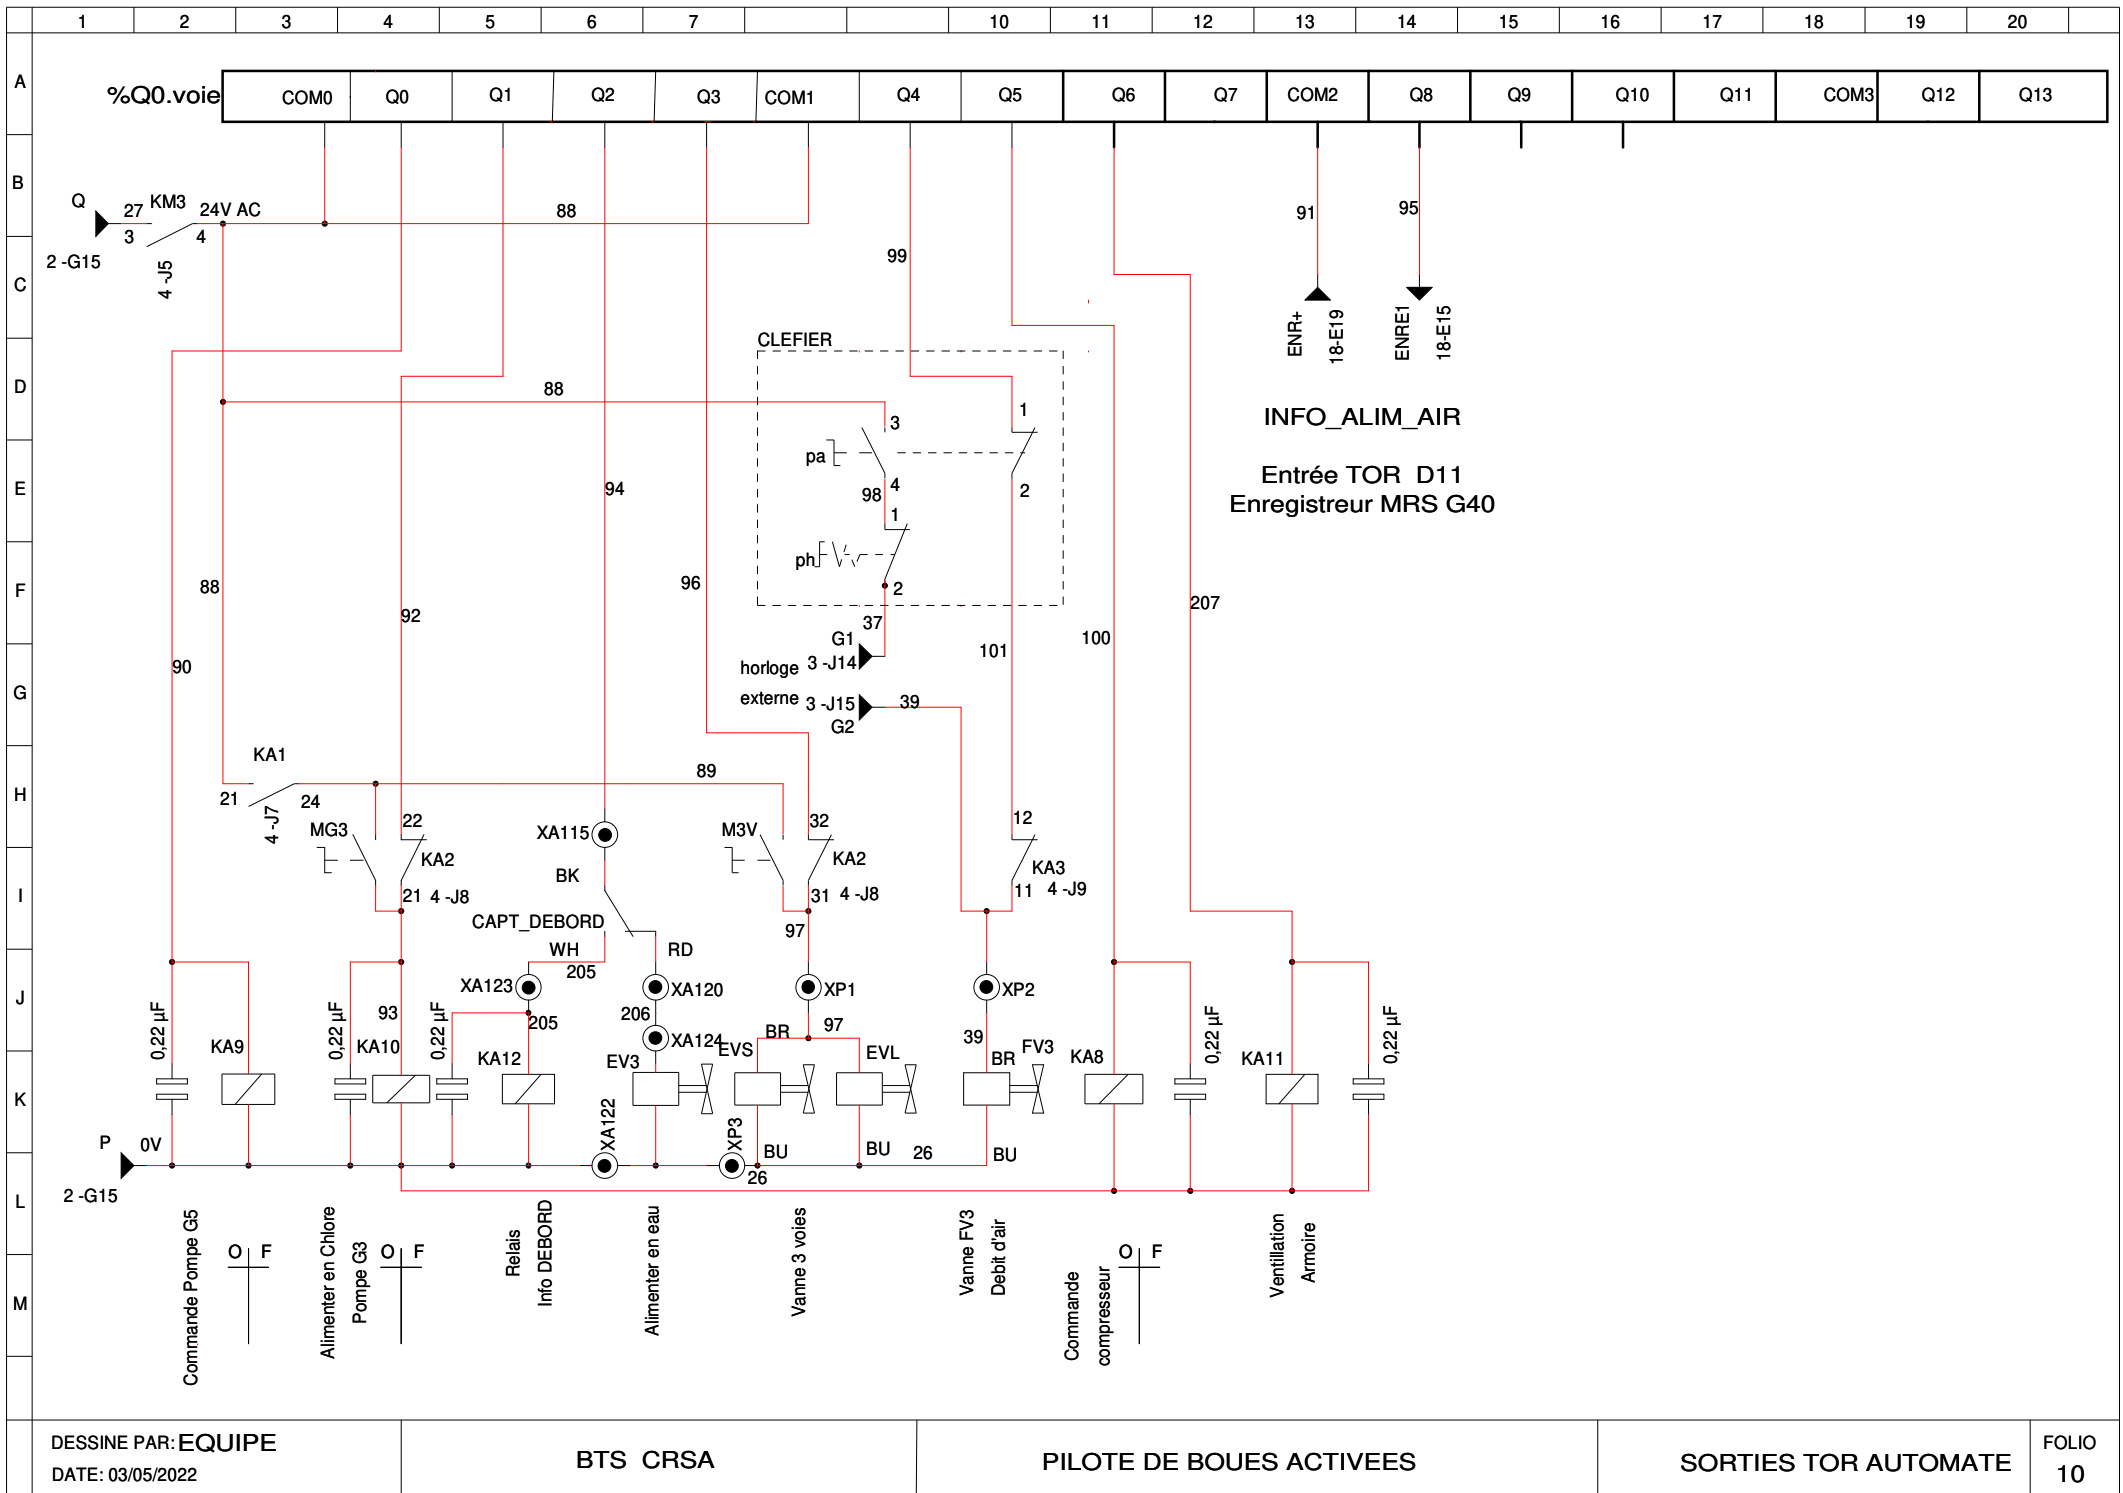 1 2 3 4 5 6 7 10 11 12 13 14 15 16 17 18 19 20
A
%Q0.voie COM0 Q0 Q1 Q2 Q3 COM1 Q4 Q5 Q6 Q7 COM2 Q8 Q9 Q10 Q11 COM3 Q12 Q13
B
Q 27 KM3 24V AC 88 91 95
3 4
2 -G15 4 -J5 99
C
ENR+ 18-E19 ENRE1 18-E15
CLEFIER
D
88 3 1
INFO_ALIM_AIR
pa
E
94 98 4 2
Entrée TOR D11
Enregistreur MRS G40
1
ph
F
88 92 96 2 207
37
90 G1 101 100
horloge 3 -J14
G
externe 3 -J15 39
G2
KA1
89
H
21 24
4 -J7
MG3 22 XA115 M3V 32 12
KA2 BK KA2 KA3
I
21 4 -J8 31 4 -J8 11 4 -J9
CAPT_DEBORD 97
WH RD
205
J
XA123 XA120 XP1 XP2
0,22 µF 0,22 µF 93 0,22 µF 205 206 BR 97 39 0,22 µF 0,22 µF
XA124
KA9 KA10 KA12 EV3 EVS EVL BR FV3 KA8 KA11
K
P 0V XA122 XP3 BU BU 26 BU
26
2 -G15
L
Commande Pompe G5
O F
Alimenter en Chlore
Pompe G3
O F
Relais
Info DEBORD
Alimenter en eau
Vanne 3 voies
Vanne FV3
Debit d'air
Commande
compresseur
O F
Ventillation
Armoire
M
DESSINE PAR: EQUIPE
DATE: 03/05/2022
BTS CRSA
PILOTE DE BOUES ACTIVEES
SORTIES TOR AUTOMATE
FOLIO
10